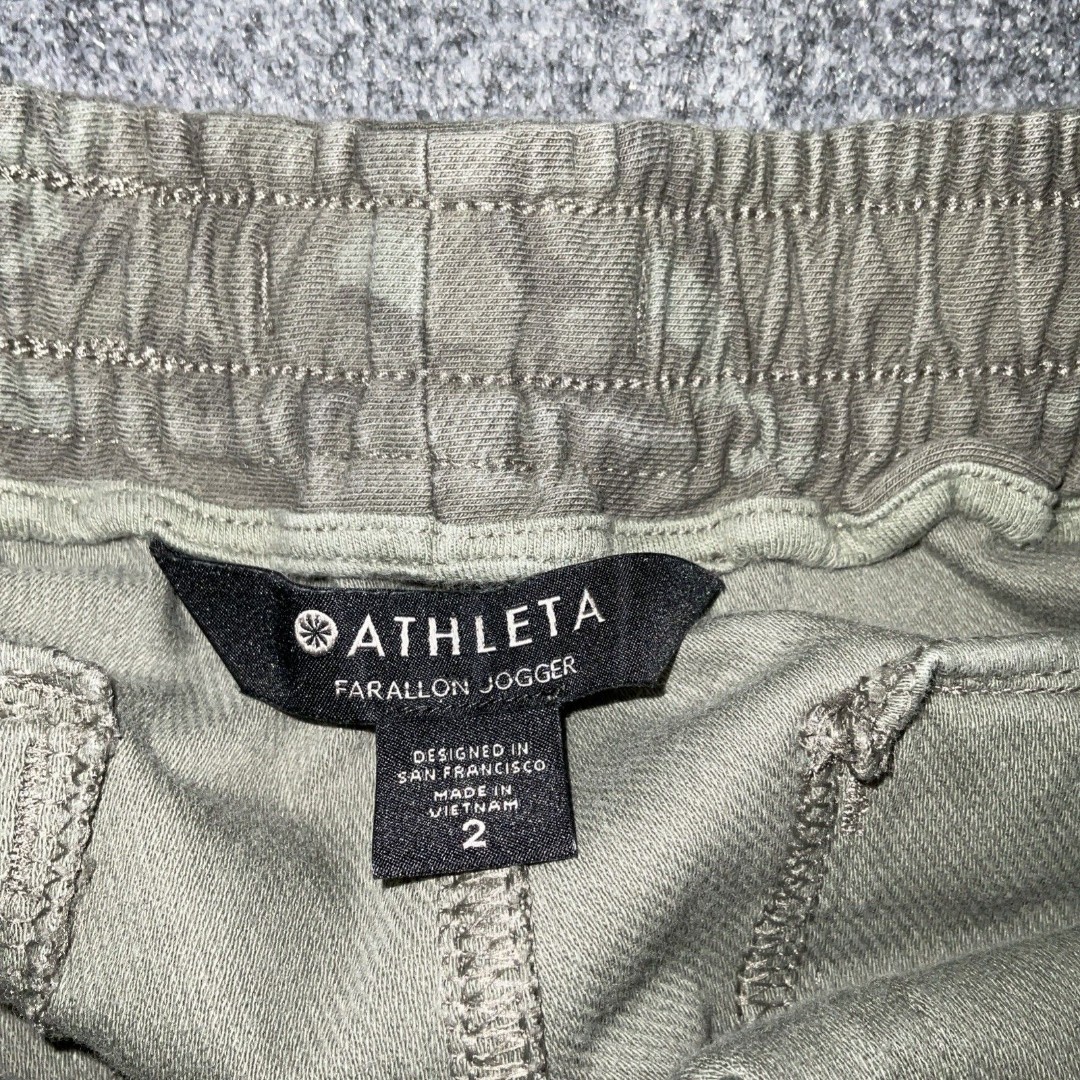 ATHLETA
FARALLON JOGGER
DESIGNED IN
SAN FRANCISCO
MADE IN
VIETNAM
2